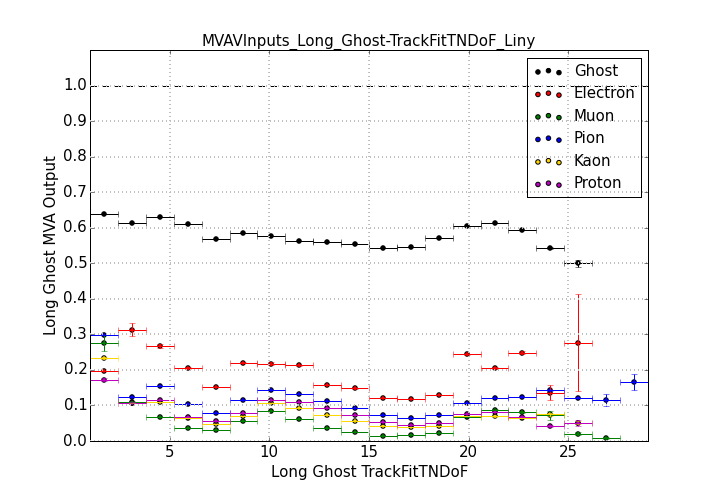 MVAVInputs_Long_Ghost-TrackFitTNDoF_Liny
Long Ghost MVA Output
1.0
0.9
0.8
0.7
0.6
0.5
0.4
0.3
0.2
0.1
0.0
Ghost
Electron
Muon
Pion
Kaon
Proton
5
10
15
20
25
Long Ghost TrackFitTNDoF